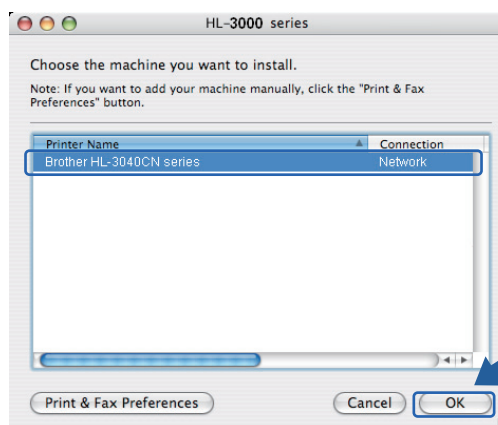 HL-3000 series
Choose the machine you want to install.
Note: If you want to add your machine manually, click the "Print & Fax
Preferences" button.
Printer Name Connection
Brother HL-3040CN series Network
Print & Fax Preferences Cancel OK